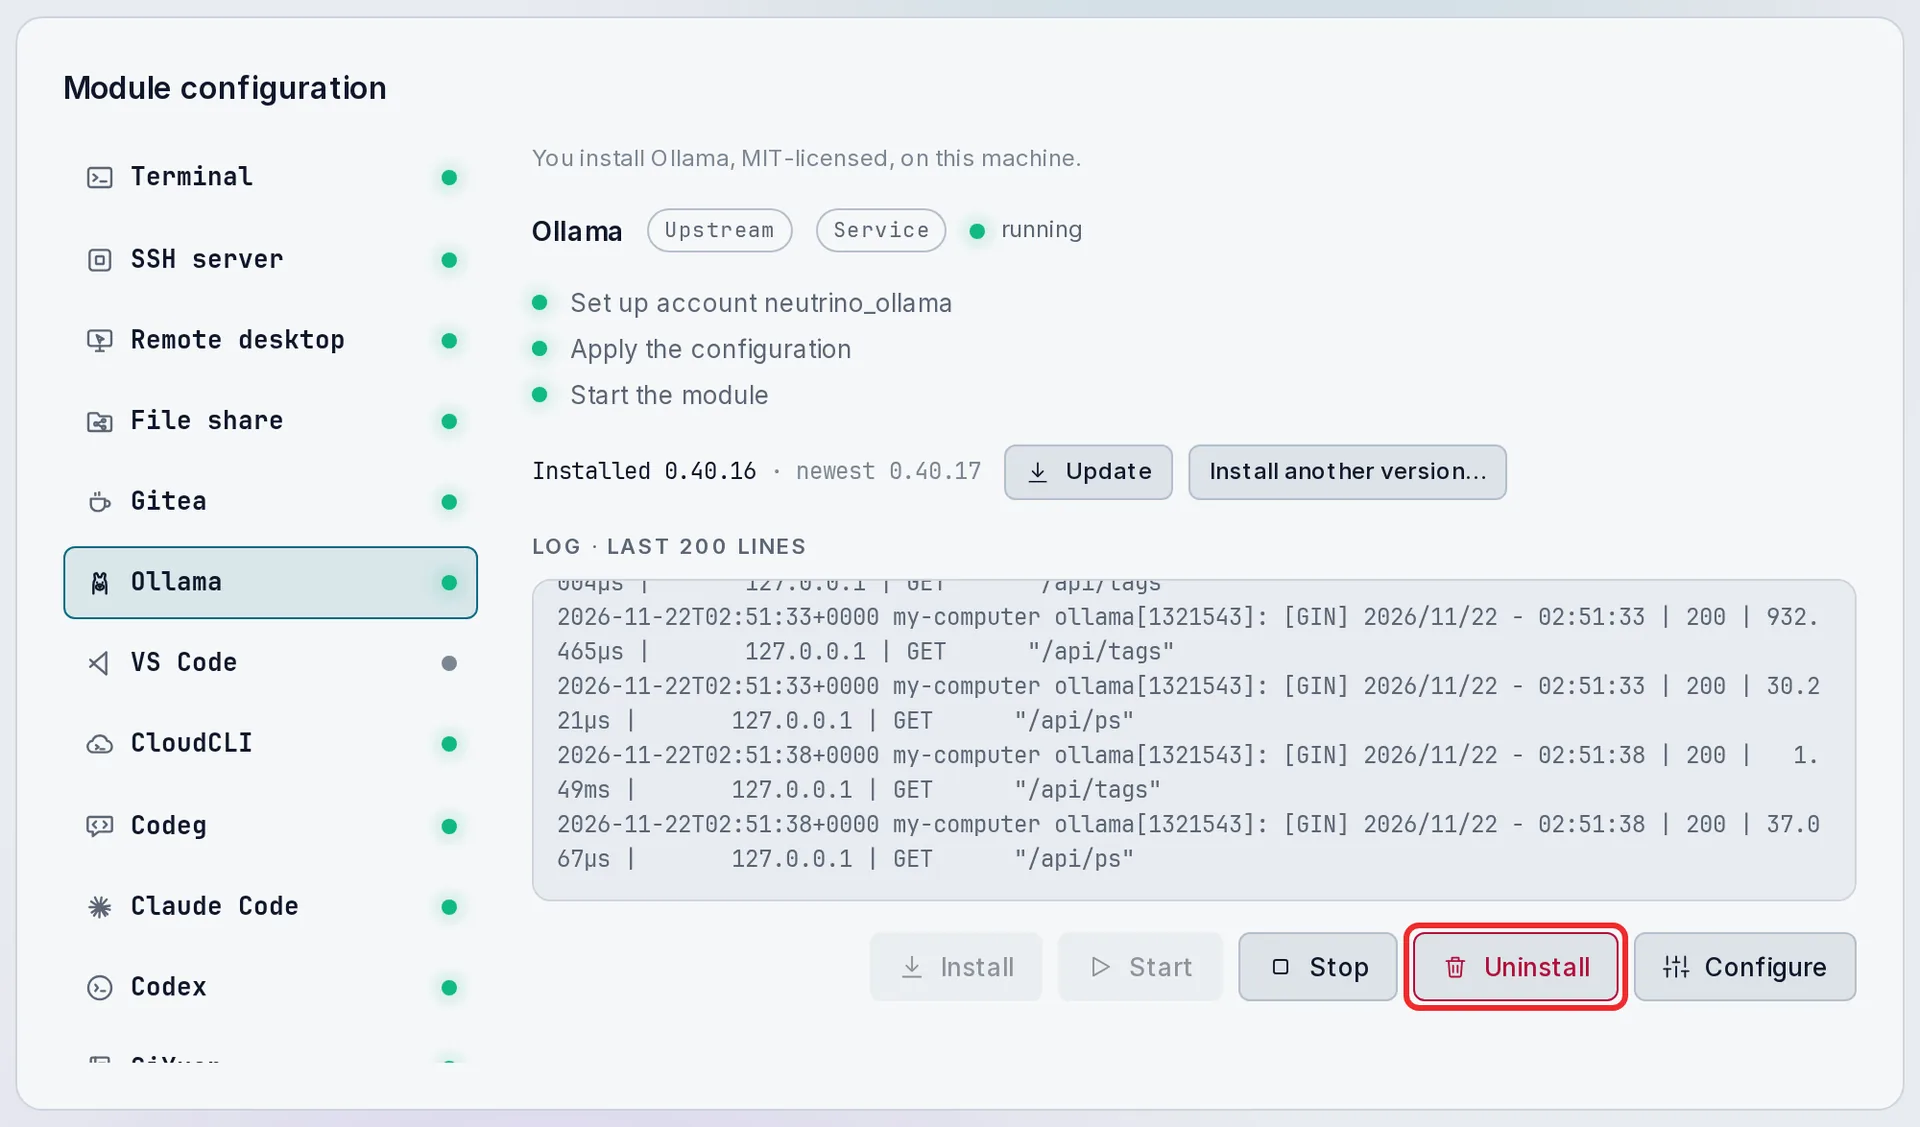 Module configuration
Terminal
SSH server
Remote desktop
File share
Gitea
Ollama
VS Code
CloudCLI
Codeg
Claude Code
Codex
You install Ollama, MIT-licensed, on this machine.
Ollama Upstream Service running
Set up account neutrino_ollama
Apply the configuration
Start the module
Installed 0.40.16 · newest 0.40.17 Update Install another version...
LOG · LAST 200 LINES
004µs | 127.0.0.1 | GET "/api/tags
2026-11-22T02:51:33+0000 my-computer ollama[1321543]: [GIN] 2026/11/22 - 02:51:33 | 200 | 932.
465µs | 127.0.0.1 | GET "/api/tags"
2026-11-22T02:51:33+0000 my-computer ollama[1321543]: [GIN] 2026/11/22 - 02:51:33 | 200 | 30.2
21µs | 127.0.0.1 | GET "/api/ps"
2026-11-22T02:51:38+0000 my-computer ollama[1321543]: [GIN] 2026/11/22 - 02:51:38 | 200 | 1.
49ms | 127.0.0.1 | GET "/api/tags"
2026-11-22T02:51:38+0000 my-computer ollama[1321543]: [GIN] 2026/11/22 - 02:51:38 | 200 | 37.0
67µs | 127.0.0.1 | GET "/api/ps"
Install Start Stop Uninstall Configure